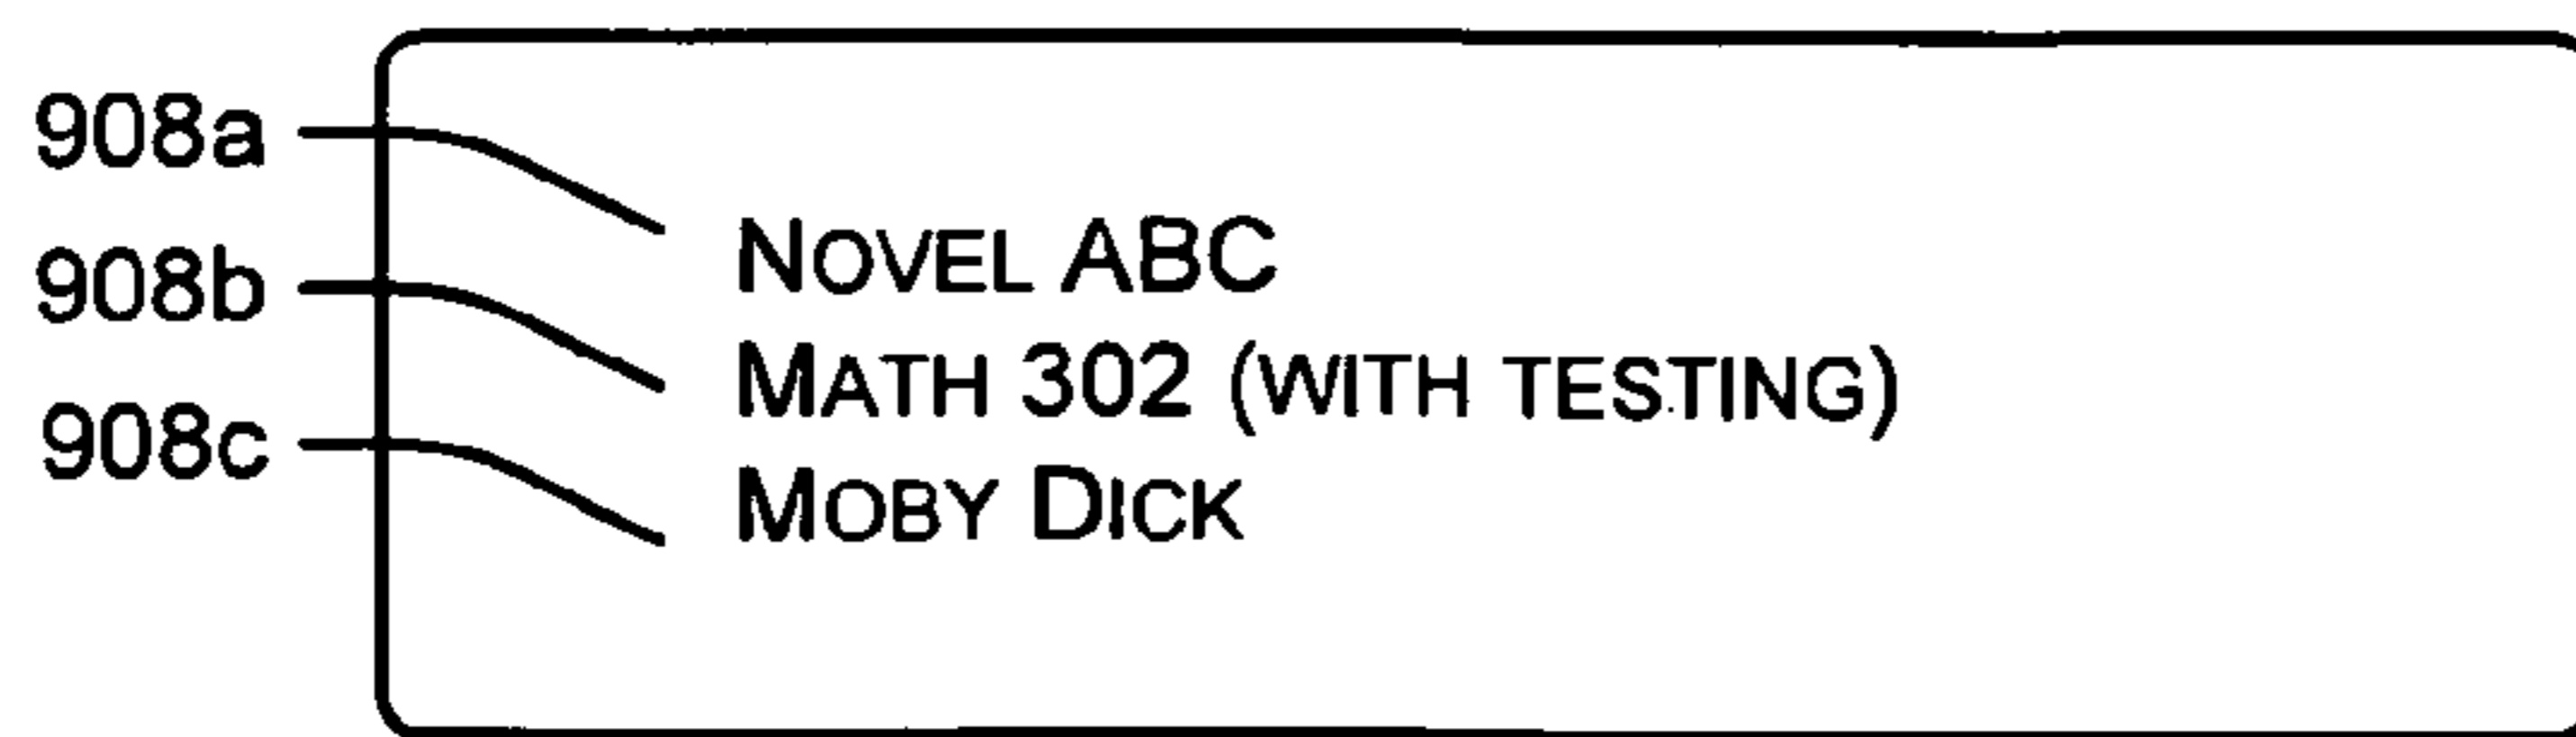 908a
NOVEL ABC
908b
MATH 302 (WITH TESTING)
908c
MOBY DICK